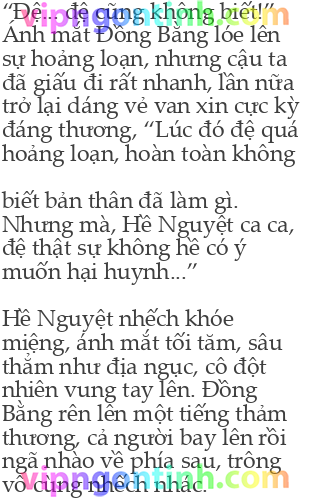 “Đệ... đệ cũng không biết!”
Ánh mắt Đồng Bằng lóe lên
sự hoảng loạn, nhưng cậu ta
đã giấu đi rất nhanh, lần nữa
trở lại dáng vẻ van xin cực kỳ
đáng thương, “Lúc đó đệ quá
hoảng loạn, hoàn toàn không
biết bản thân đã làm gì.
Nhưng mà, Hề Nguyệt ca ca,
đệ thật sự không hề có ý
muốn hại huynh...”
Hề Nguyệt nhếch khóe
miệng, ánh mắt tối tăm, sâu
thẳm như địa ngục, cô đột
nhiên vung tay lên. Đồng
Bằng rên lên một tiếng thảm
thương, cả người bay lên rồi
ngã nhào về phía sau, trông
vô cùng nhếch nhác.
vipngontinh.com
vipngontinh.com